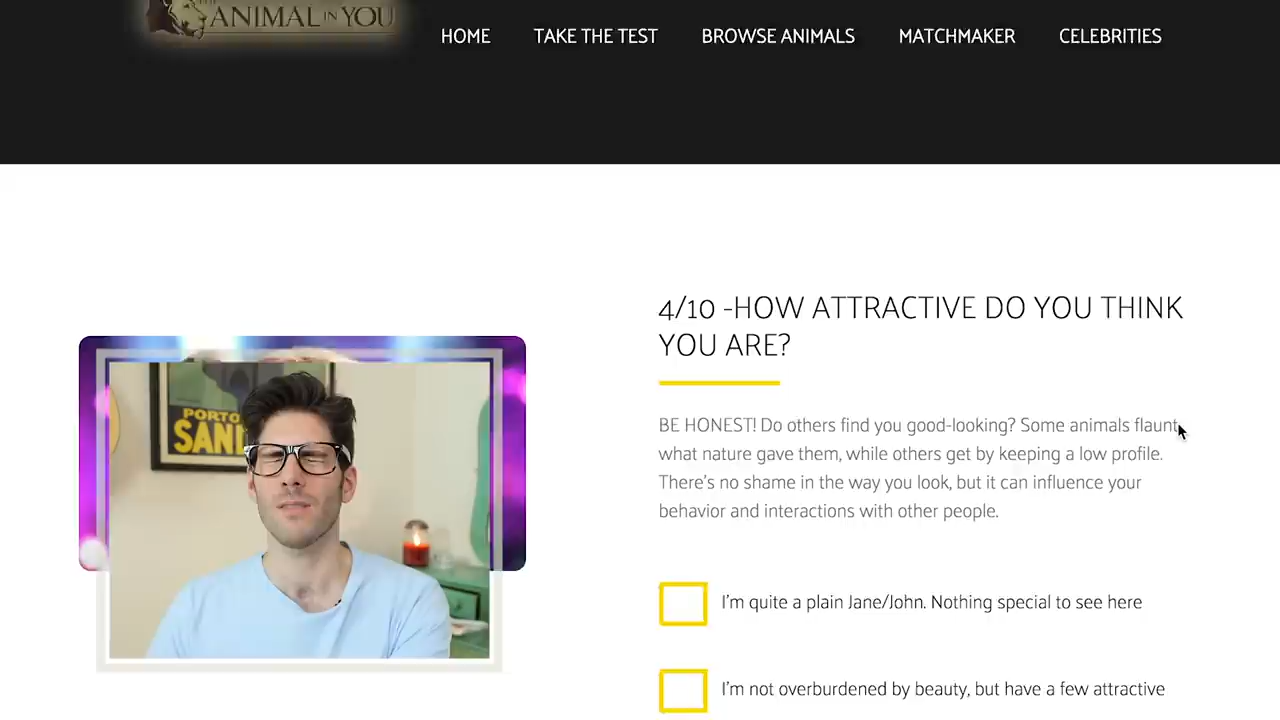 ANIMAL IN YOU
HOME TAKE THE TEST BROWSE ANIMALS MATCHMAKER CELEBRITIES
PORTO
SAND
4/10 -HOW ATTRACTIVE DO YOU THINK
YOU ARE?
BE HONEST! Do others find you good-looking? Some animals flaunt
what nature gave them, while others get by keeping a low profile.
There's no shame in the way you look, but it can influence your
behavior and interactions with other people.
I'm quite a plain Jane/John. Nothing special to see here
I'm not overburdened by beauty, but have a few attractive